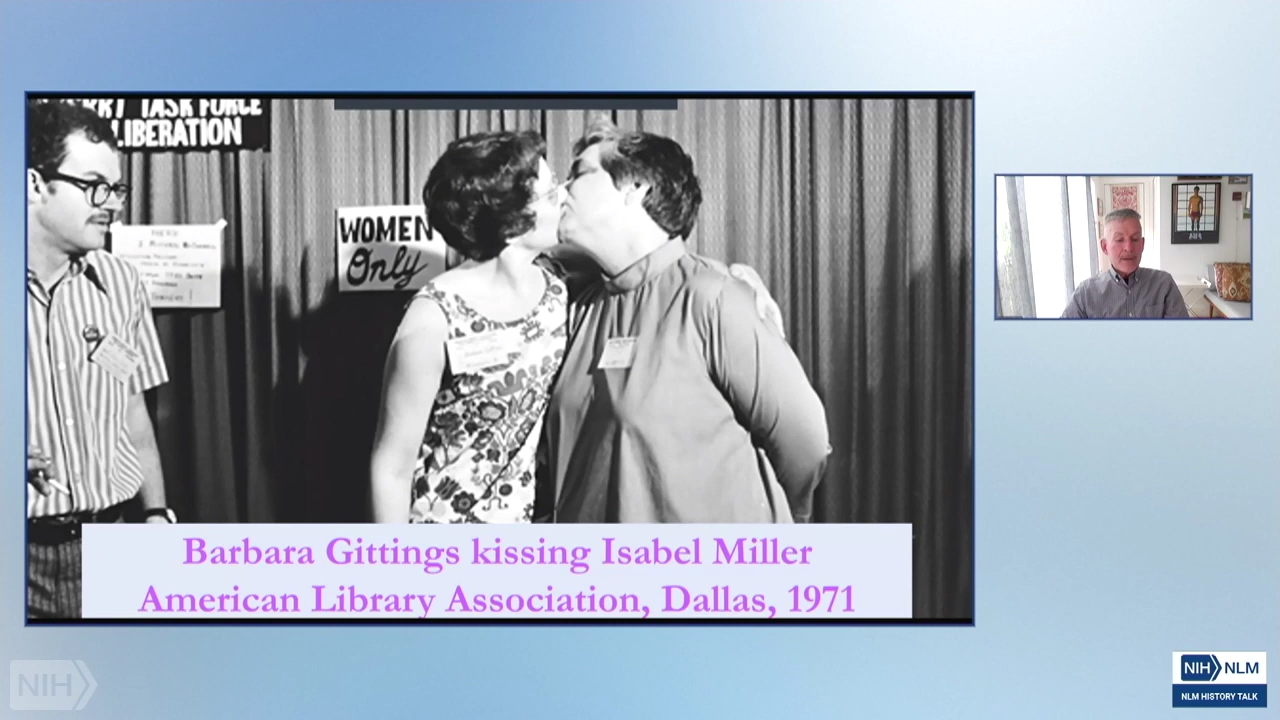 TASK FORCE
LIBERATION
WOMEN
Only
Barbara Gittings kissing Isabel Miller
American Library Association, Dallas, 1971
NIH
NIH NLM
NLM HISTORY TALK